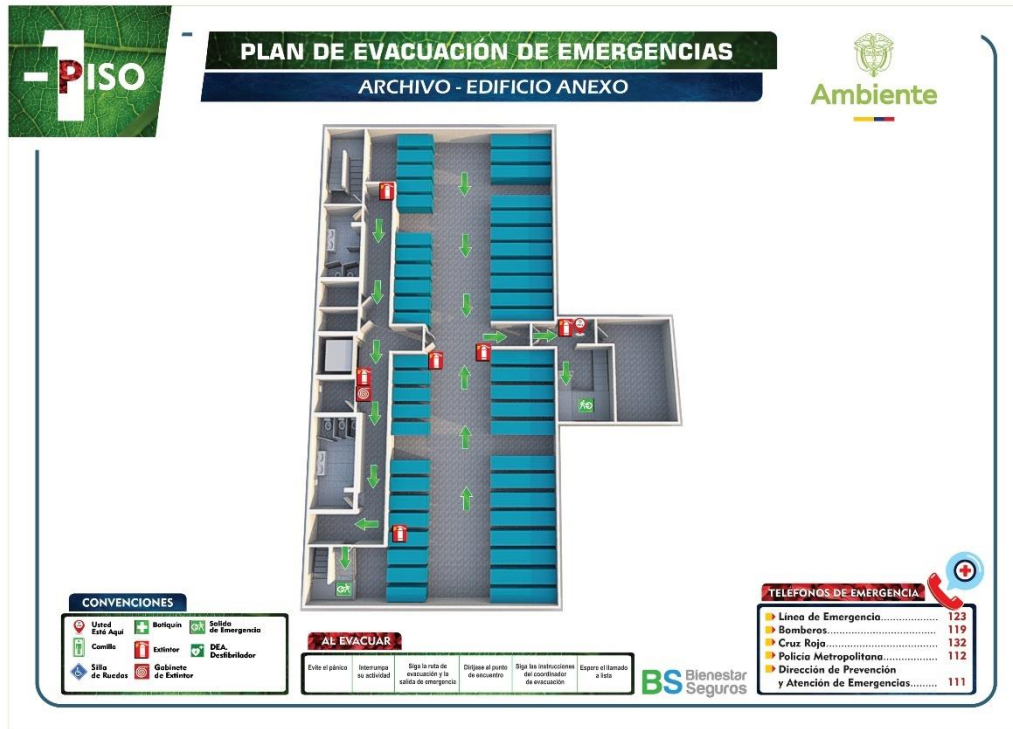 -1
PISO
PLAN DE EVACUACIÓN DE EMERGENCIAS
ARCHIVO - EDIFICIO ANEXO
Ambiente
CONVENCIONES
Usted
Está Aquí
Botiquín
Salida
de Emergencia
Camilla
Extintor
DEA.
Desfibrilador
Silla
de Ruedas
Gabinete
de Extintor
AL EVACUAR
Evite el pánico
Interrumpa
su actividad
Siga la ruta de
evacuación y la
salida de emergencia
Dirijase al punto
de encuentro
Siga las instrucciones
del coordinador
de evacuación
Espere el llamado
a lista
BS Bienestar
Seguros
TELEFONOS DE EMERGENCIA
Línea de Emergencia.................. 123
Bomberos.................................. 119
Cruz Roja.................................. 132
Policía Metropolitana................. 112
Dirección de Prevención
y Atención de Emergencias......... 111